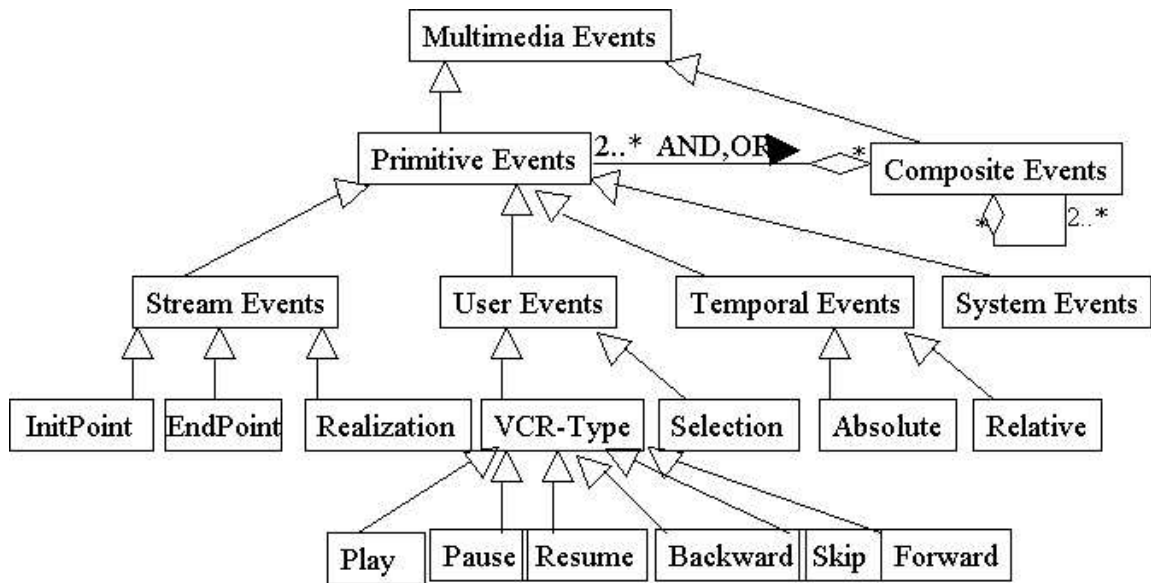 Multimedia Events
Primitive Events
2..* AND,OR
*
Composite Events
*
2..*
Stream Events
User Events
Temporal Events
System Events
InitPoint
EndPoint
Realization
VCR-Type
Selection
Absolute
Relative
Play
Pause
Resume
Backward
Skip
Forward